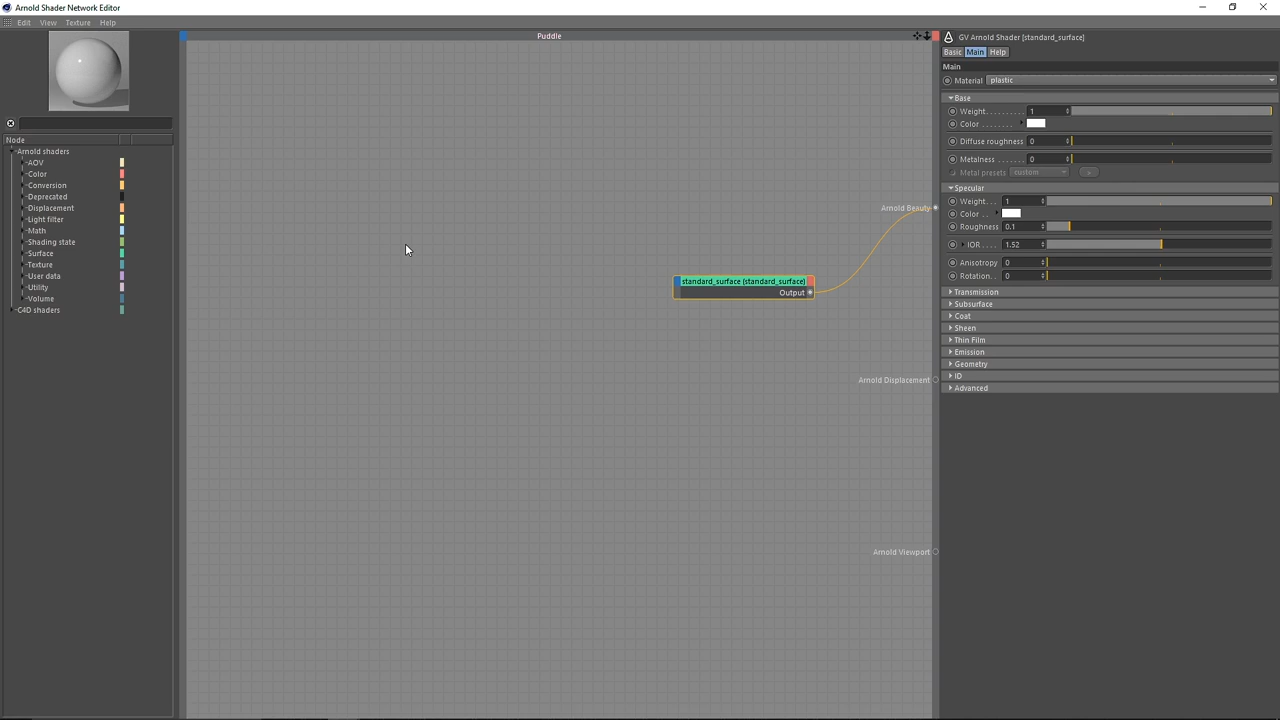 Arnold Shader Network Editor
Edit View Texture Help
Puddle
GV Arnold Shader [standard_surface]
Basic Main Help
Main
Material plastic
Base
Weight.......... 1
Color ........
Diffuse roughness 0
Metalness ....... 0
Metal presets custom
Specular
Weight... 1
Color ..
Roughness 0.1
IOR .... 1.52
Anisotropy 0
Rotation.. 0
Transmission
Subsurface
Coat
Sheen
Thin Film
Emission
Geometry
ID
Advanced
Node
Arnold shaders
AOV
Color
Conversion
Deprecated
Displacement
Light filter
Math
Shading state
Surface
Texture
User data
Utility
Volume
C4D shaders
Arnold Beauty
standard_surface [standard_surface]
Output
Arnold Displacement
Arnold Viewport